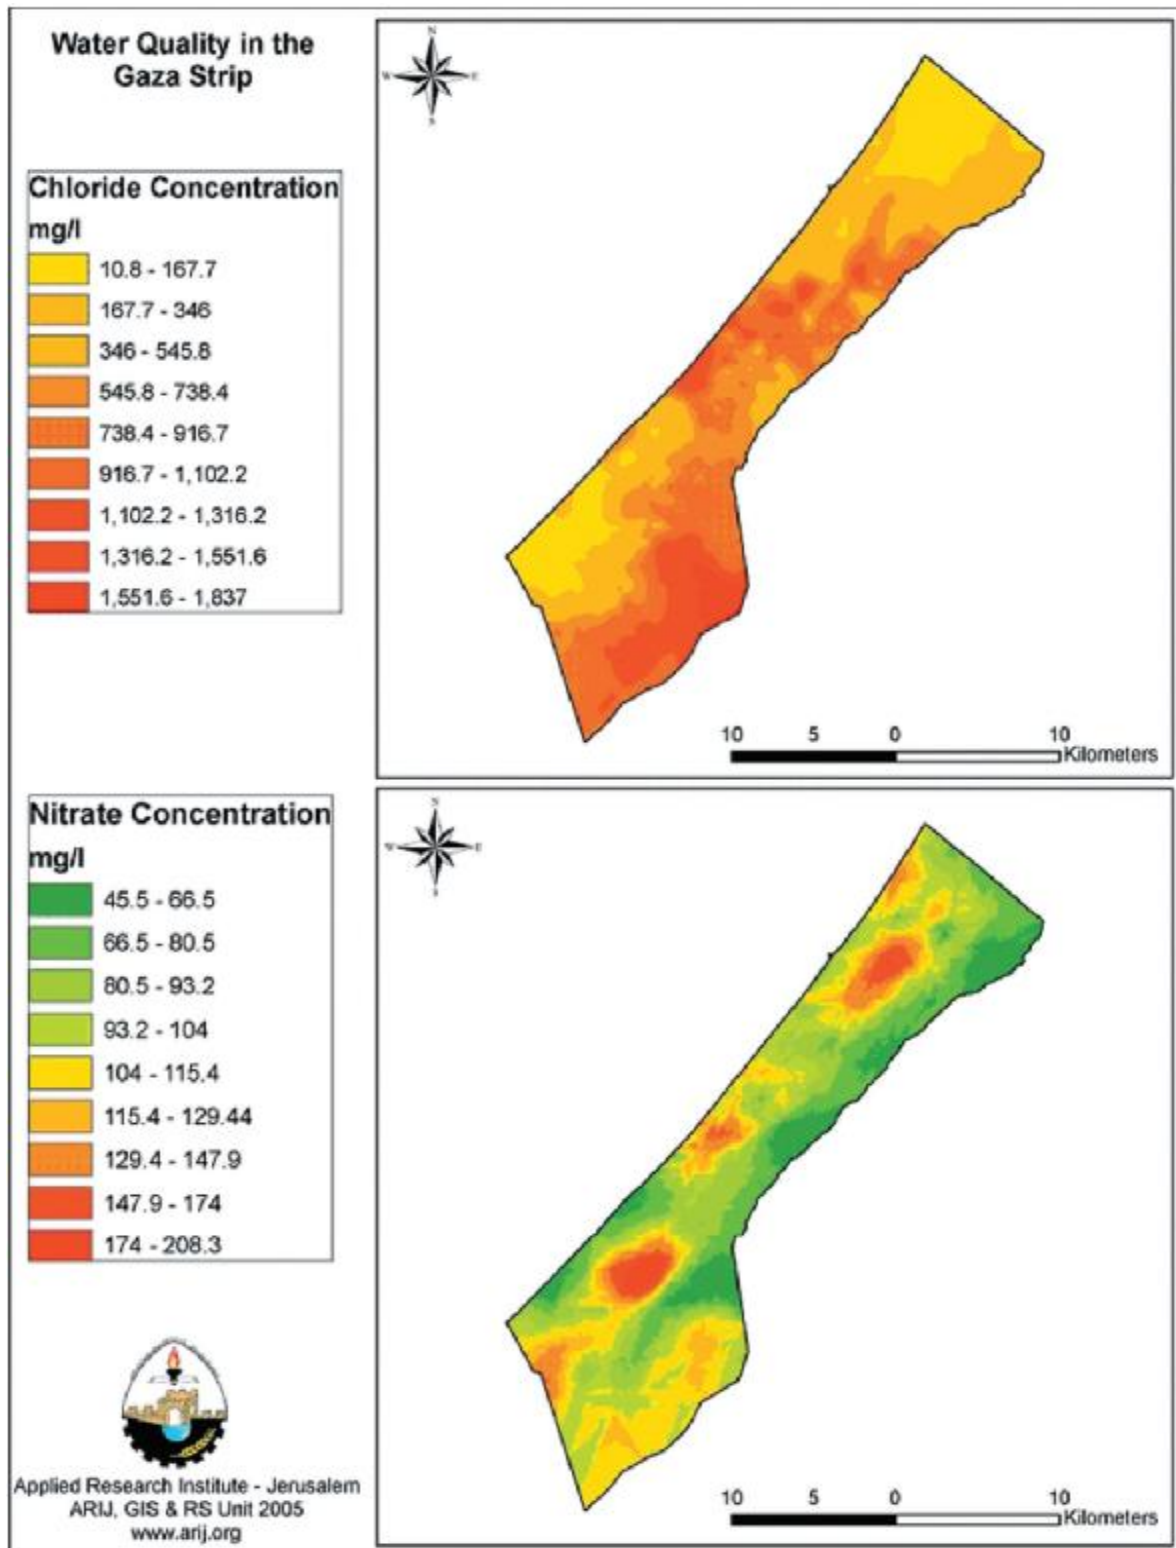 Water Quality in the
Gaza Strip
Chloride Concentration
mg/l
10.8 - 167.7
167.7 - 346
346 - 545.8
545.8 - 738.4
738.4 - 916.7
916.7 - 1,102.2
1,102.2 - 1,316.2
1,316.2 - 1,551.6
1,551.6 - 1,837
N
W
E
S
10 5 0 10
Kilometers
Nitrate Concentration
mg/l
45.5 - 66.5
66.5 - 80.5
80.5 - 93.2
93.2 - 104
104 - 115.4
115.4 - 129.44
129.4 - 147.9
147.9 - 174
174 - 208.3
N
W
E
S
10 5 0 10
Kilometers
Applied Research Institute - Jerusalem
ARIJ, GIS & RS Unit 2005
www.arij.org